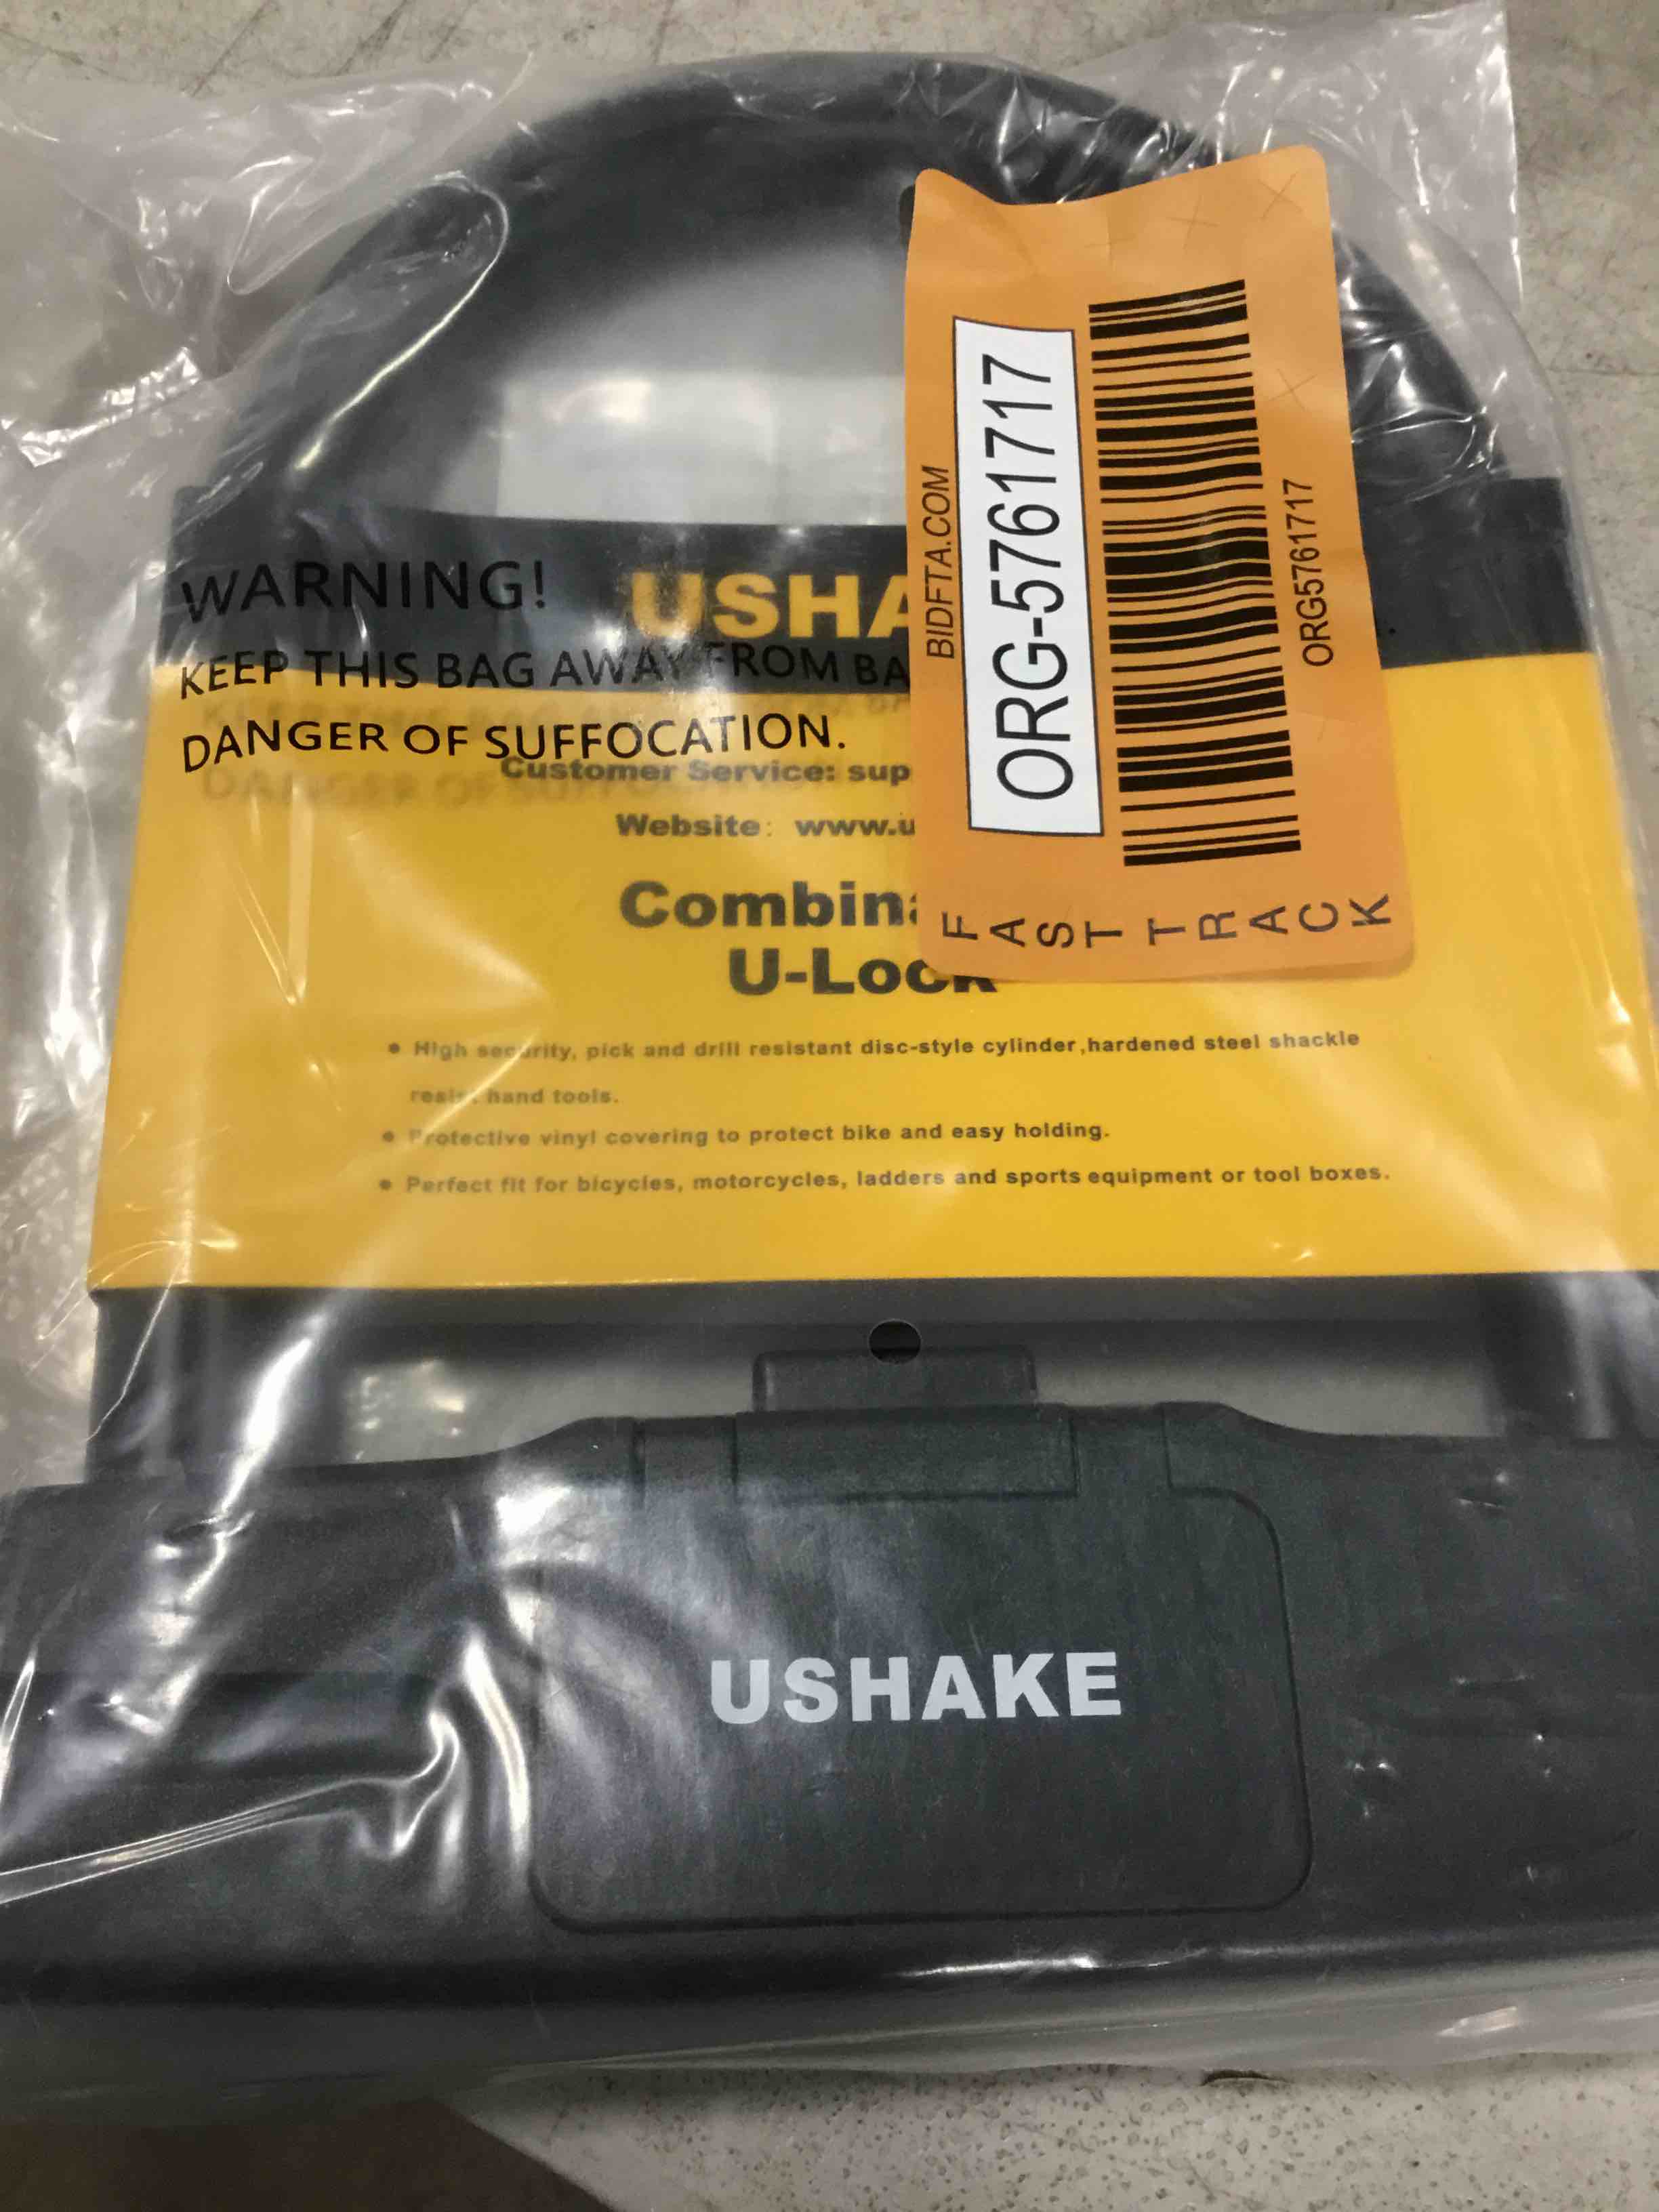 WARNING!
USHA
KEEP THIS BAG AWAY FROM BA
DANGER OF SUFFOCATION.
Customer Service: sup
Website: www.u
Combina
U-Lock
• High security, pick and drill resistant disc-style cylinder,hardened steel shackle
resist hand tools.
• Protective vinyl covering to protect bike and easy holding.
• Perfect fit for bicycles, motorcycles, ladders and sports equipment or tool boxes.
BIDFTA.COM
ORG-5761717
ORG5761717
FAST TRACK
USHAKE